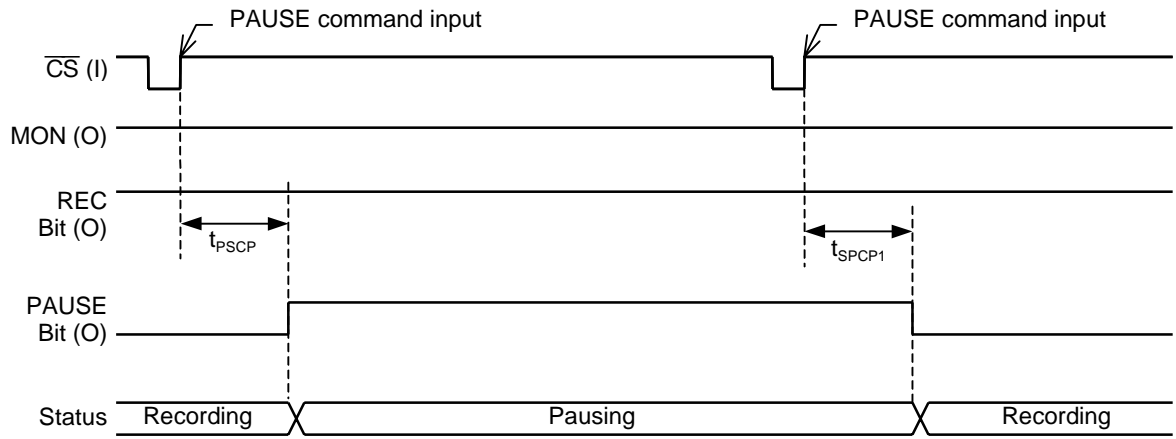 PAUSE command input
PAUSE command input
CS (I)
MON (O)
REC
Bit (O)
tPSCP
tSPCP1
PAUSE
Bit (O)
Status
Recording
Pausing
Recording